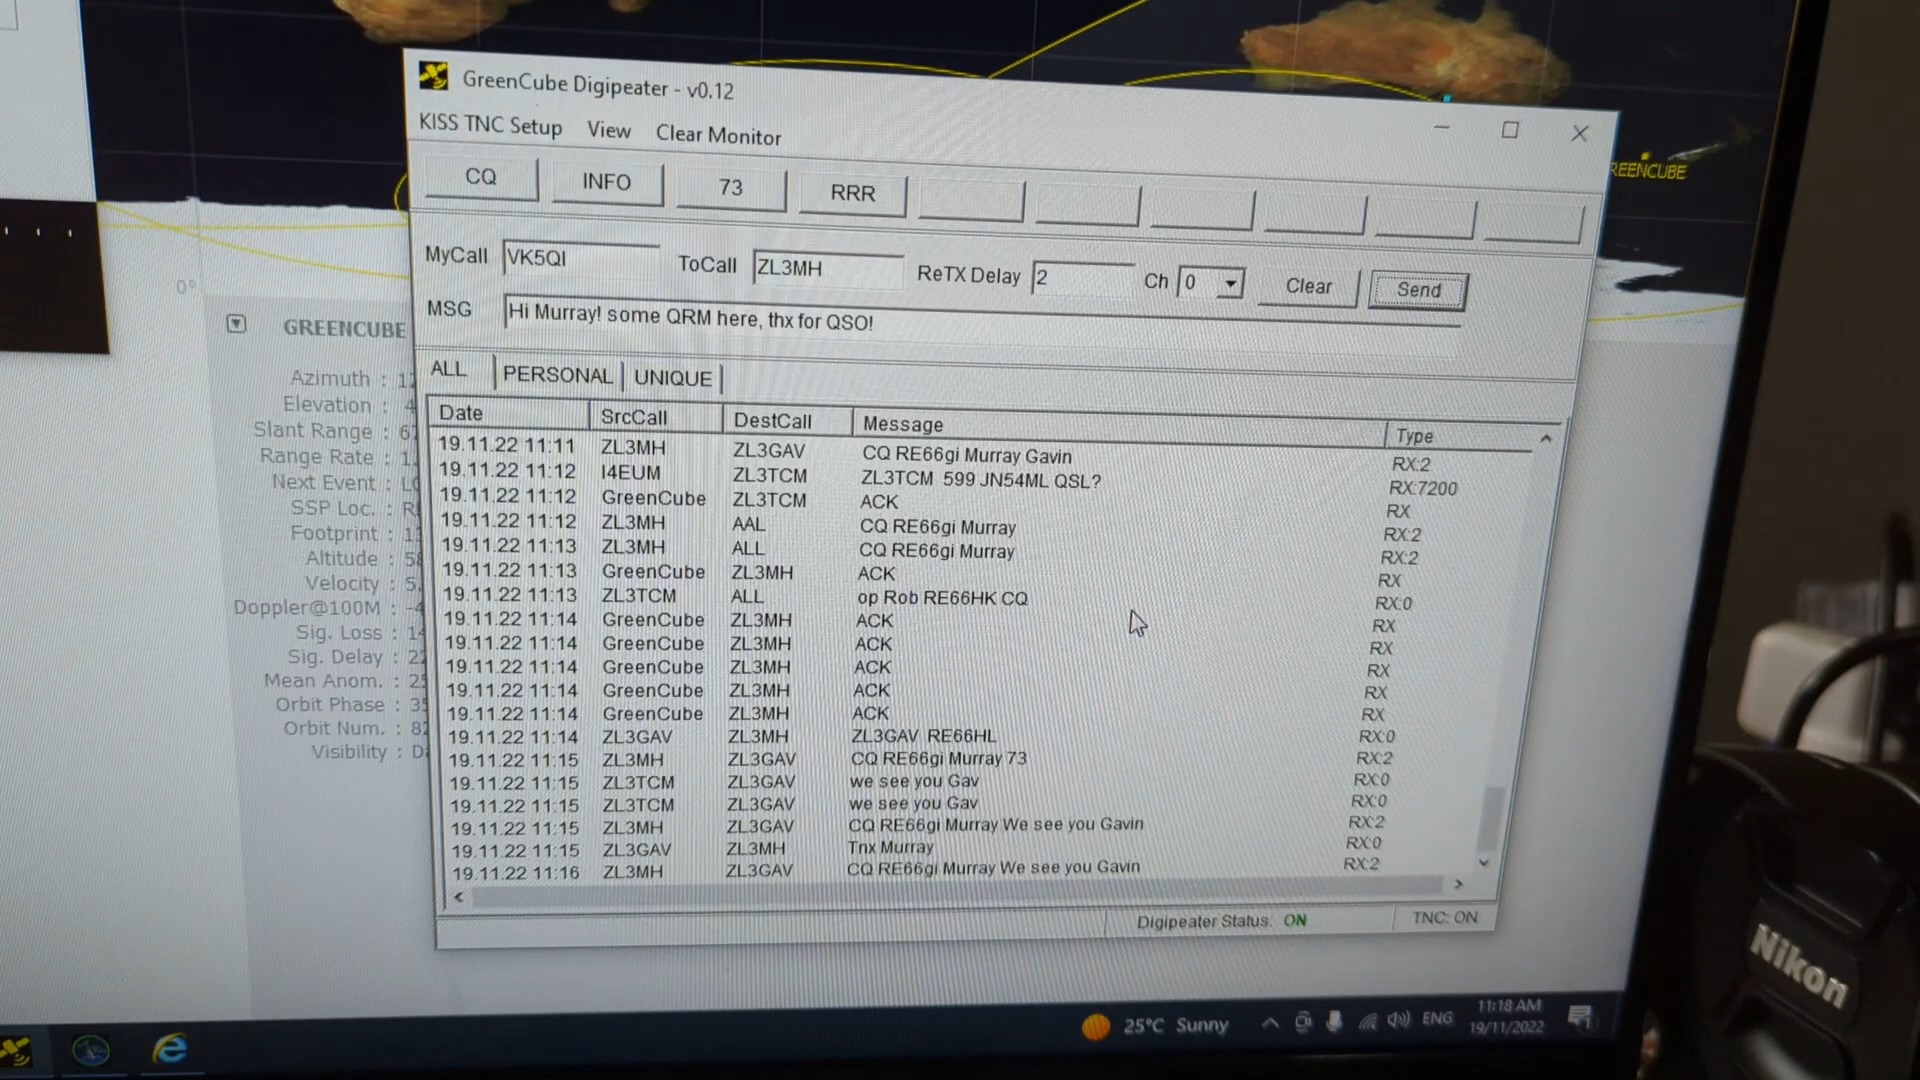 GreenCube Digipeater - v0.12
KISS TNC Setup View Clear Monitor
CQ INFO 73 RRR
REENCUBE
MyCall VK5QI ToCall ZL3MH ReTX Delay 2 Ch 0 Clear Send
MSG Hi Murray! some QRM here, thx for QSO!
ALL PERSONAL UNIQUE
Date SrcCall DestCall Message Type
19.11.22 11:11 ZL3MH ZL3GAV CQ RE66gi Murray Gavin RX:2
19.11.22 11:12 I4EUM ZL3TCM ZL3TCM 599 JN54ML QSL? RX:7200
19.11.22 11:12 GreenCube ZL3TCM ACK RX
19.11.22 11:12 ZL3MH AAL CQ RE66gi Murray RX:2
19.11.22 11:13 ZL3MH ALL CQ RE66gi Murray RX:2
19.11.22 11:13 GreenCube ZL3MH ACK RX
19.11.22 11:13 ZL3TCM ALL op Rob RE66HK CQ RX:0
19.11.22 11:14 GreenCube ZL3MH ACK RX
19.11.22 11:14 GreenCube ZL3MH ACK RX
19.11.22 11:14 GreenCube ZL3MH ACK RX
19.11.22 11:14 GreenCube ZL3MH ACK RX
19.11.22 11:14 GreenCube ZL3MH ACK RX
19.11.22 11:14 ZL3GAV ZL3MH ZL3GAV RE66HL RX:0
19.11.22 11:15 ZL3MH ZL3GAV CQ RE66gi Murray 73 RX:2
19.11.22 11:15 ZL3TCM ZL3GAV we see you Gav RX:0
19.11.22 11:15 ZL3TCM ZL3GAV we see you Gav RX:0
19.11.22 11:15 ZL3MH ZL3GAV CQ RE66gi Murray We see you Gavin RX:2
19.11.22 11:15 ZL3GAV ZL3MH Tnx Murray RX:0
19.11.22 11:16 ZL3MH ZL3GAV CQ RE66gi Murray We see you Gavin RX:2
Digipeater Status: ON TNC: ON
0°
GREENCUBE
Azimuth : 
Elevation : 4
Slant Range : 
Range Rate : 1.
Next Event : 
SSP Loc. : 
Footprint : 
Altitude : 
Velocity : 5.
Doppler@100M : -4
Sig. Loss : 
Sig. Delay : 
Mean Anom. : 
Orbit Phase : 
Orbit Num. : 
Visibility : 
25°C Sunny ENG 11:18 AM
19/11/2022
Nikon